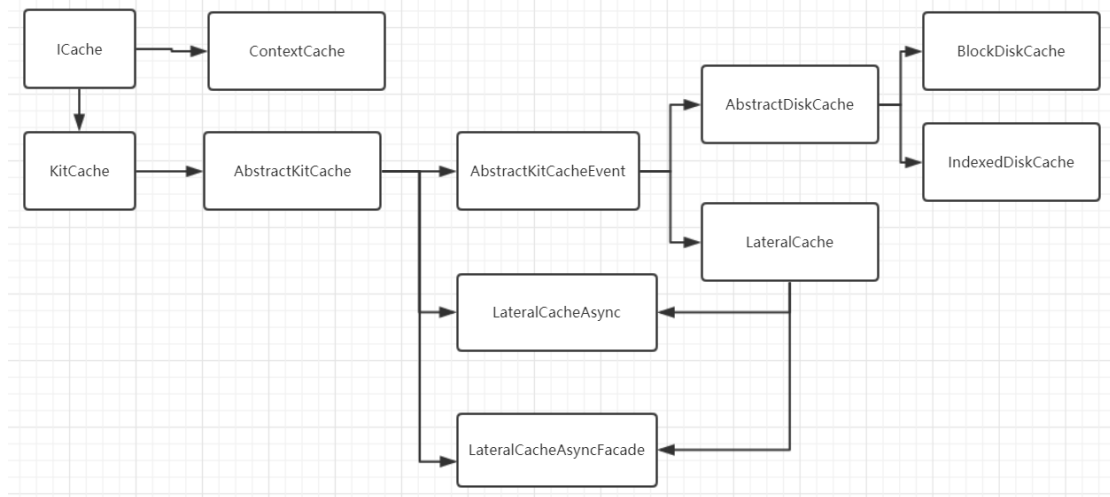 ICache
ContextCache
BlockDiskCache
AbstractDiskCache
KitCache
AbstractKitCache
AbstractKitCacheEvent
IndexedDiskCache
LateralCache
LateralCacheAsync
LateralCacheAsyncFacade